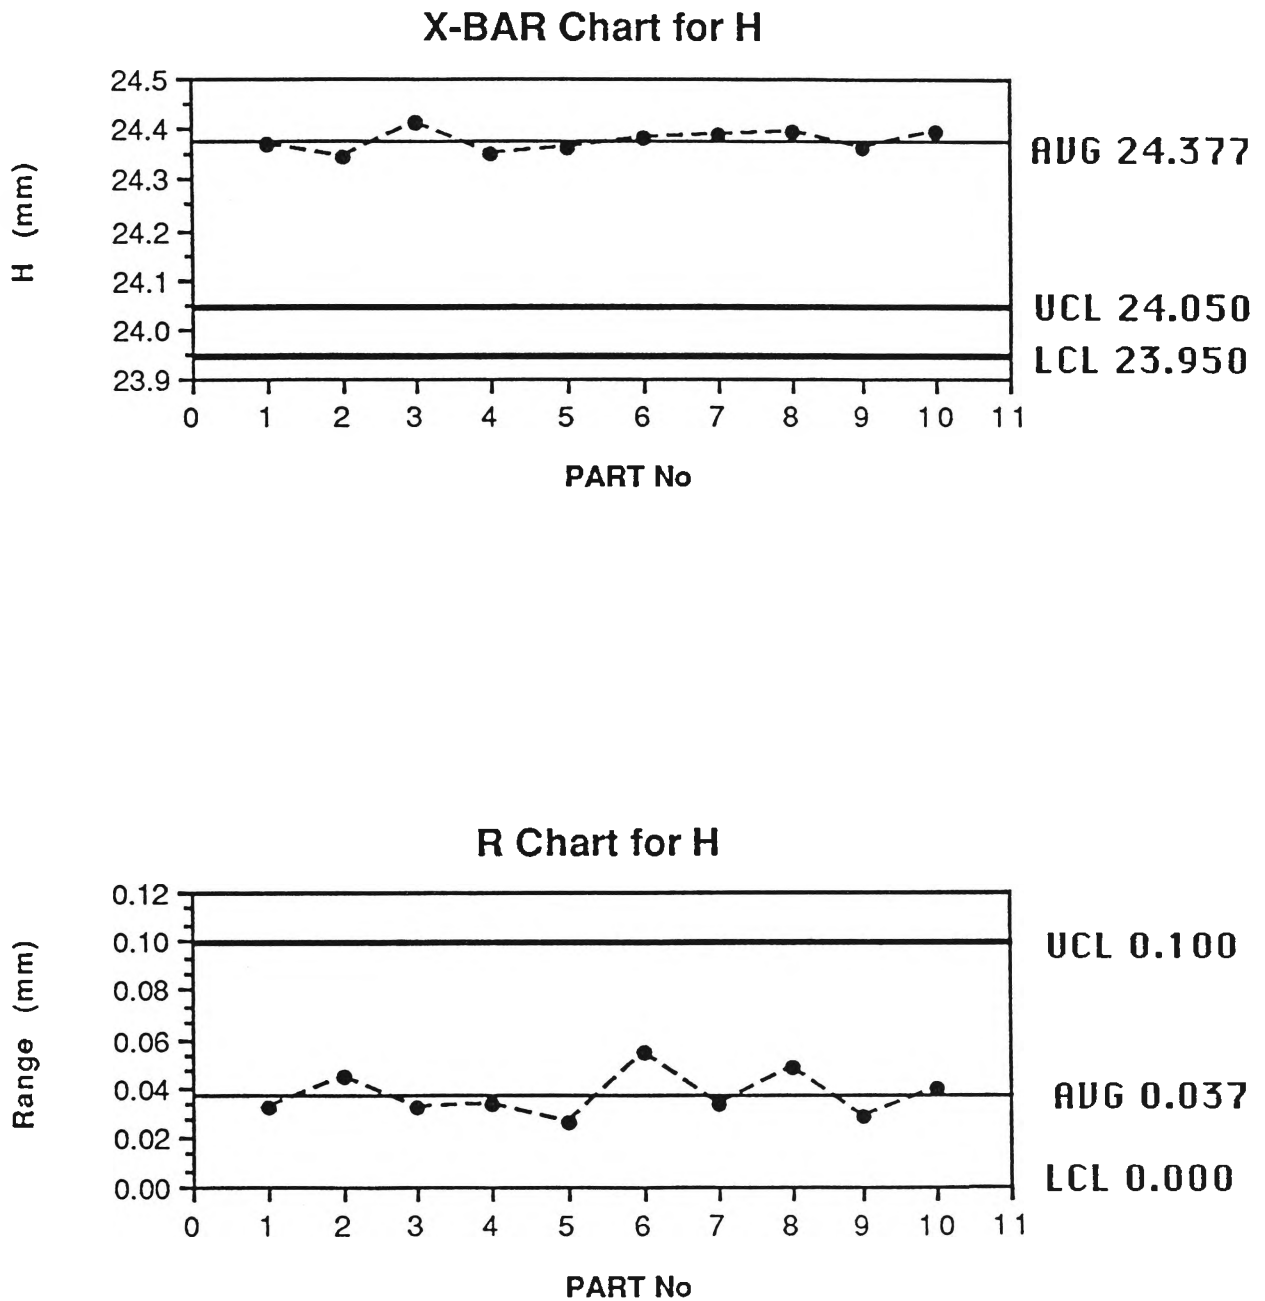 X-BAR Chart for H
24.5
24.4
24.3
24.2
24.1
24.0
23.9
H (mm)
AVG 24.377
UCL 24.050
LCL 23.950
0 1 2 3 4 5 6 7 8 9 10 11
PART No
R Chart for H
0.12
0.10
0.08
0.06
0.04
0.02
0.00
Range (mm)
UCL 0.100
AVG 0.037
LCL 0.000
0 1 2 3 4 5 6 7 8 9 10 11
PART No